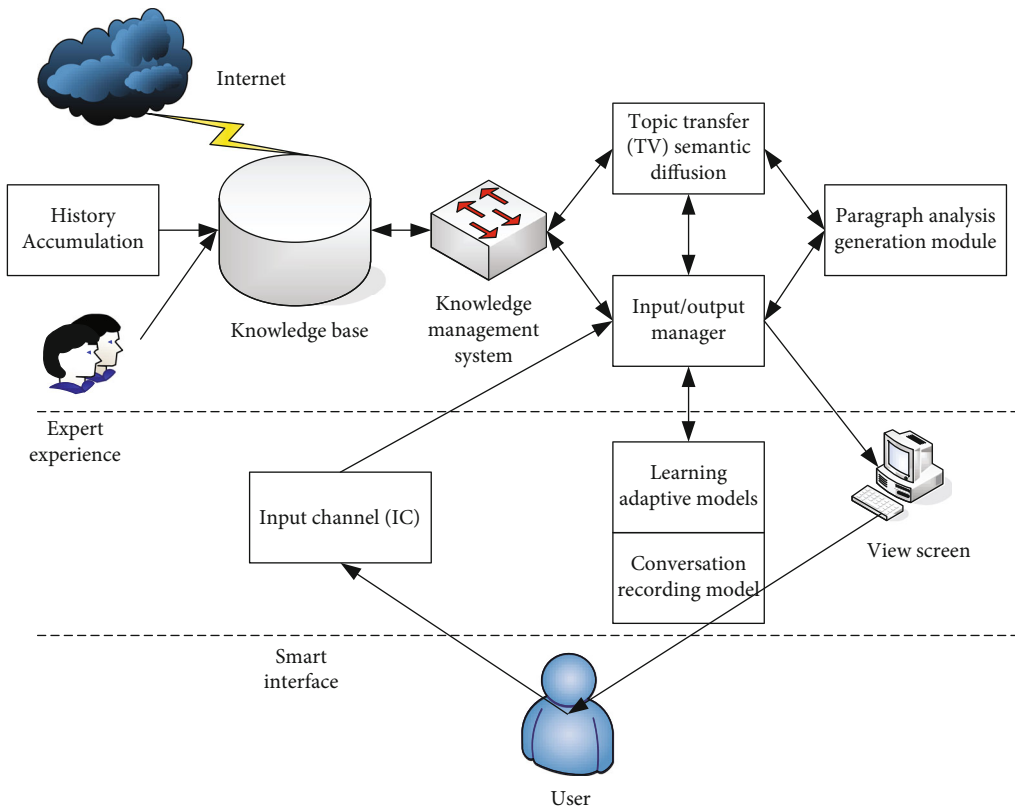 Internet
Topic transfer
(TV) semantic
diffusion
History
Accumulation
Paragraph analysis
generation module
Knowledge base
Knowledge
management
system
Input/output
manager
Expert
experience
Input channel (IC)
Learning
adaptive models
View screen
Conversation
recording model
Smart
interface
User